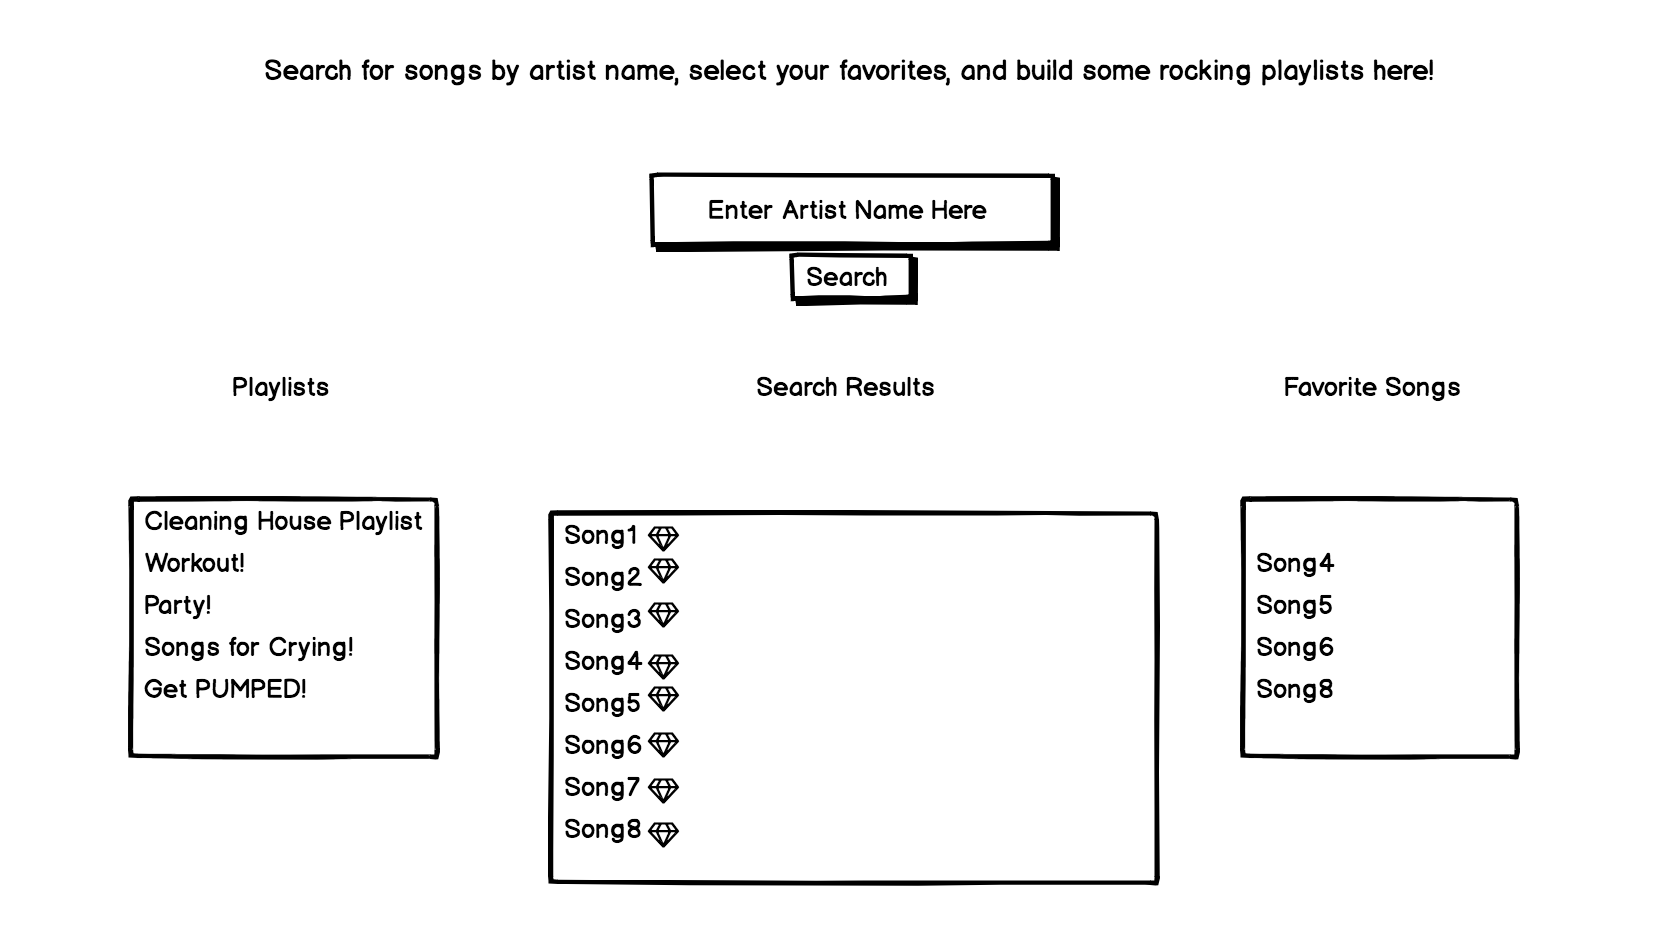 Search for songs by artist name, select your favorites, and build some rocking playlists here!
Enter Artist Name Here
Search
Playlists
Cleaning House Playlist
Workout!
Party!
Songs for Crying!
Get PUMPED!
Search Results
Song1
Song2
Song3
Song4
Song5
Song6
Song7
Song8
Favorite Songs
Song4
Song5
Song6
Song8